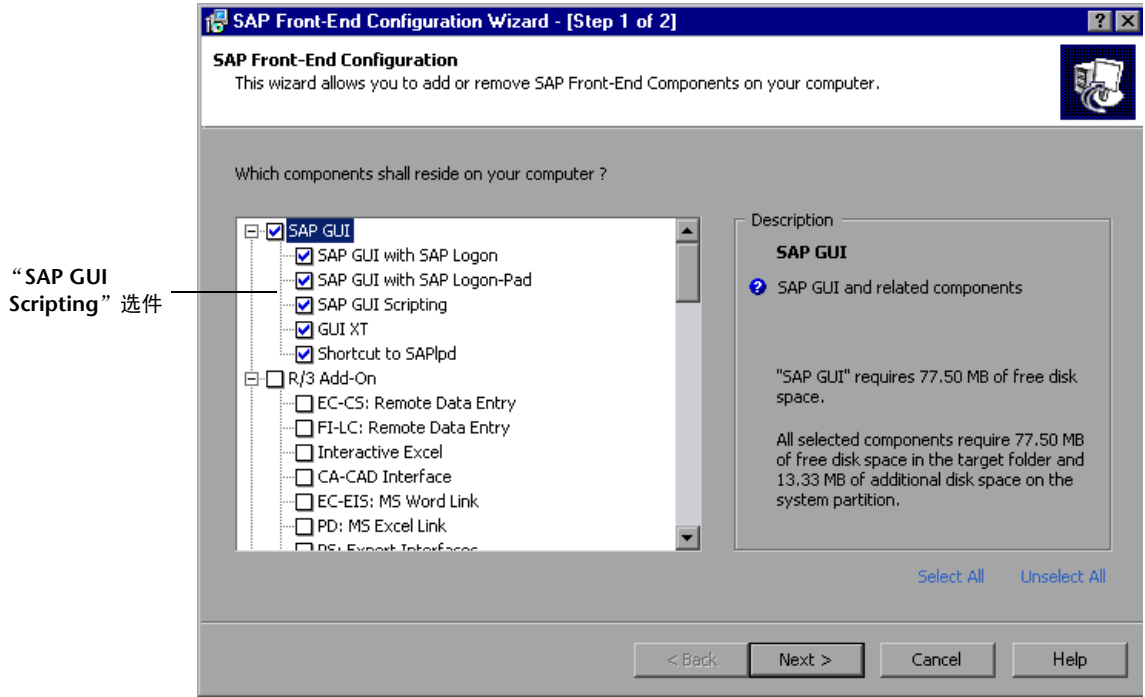 SAP Front-End Configuration Wizard - [Step 1 of 2]
SAP Front-End Configuration
This wizard allows you to add or remove SAP Front-End Components on your computer.
Which components shall reside on your computer ?
“SAP GUI
Scripting”选件
SAP GUI
SAP GUI with SAP Logon
SAP GUI with SAP Logon-Pad
SAP GUI Scripting
GUI XT
Shortcut to SAPlpd
R/3 Add-On
EC-CS: Remote Data Entry
FI-LC: Remote Data Entry
Interactive Excel
CA-CAD Interface
EC-EIS: MS Word Link
PD: MS Excel Link
PS: Export Interfaces
Description
SAP GUI
SAP GUI and related components
"SAP GUI" requires 77.50 MB of free disk
space.
All selected components require 77.50 MB
of free disk space in the target folder and
13.33 MB of additional disk space on the
system partition.
Select All
Unselect All
< Back
Next >
Cancel
Help